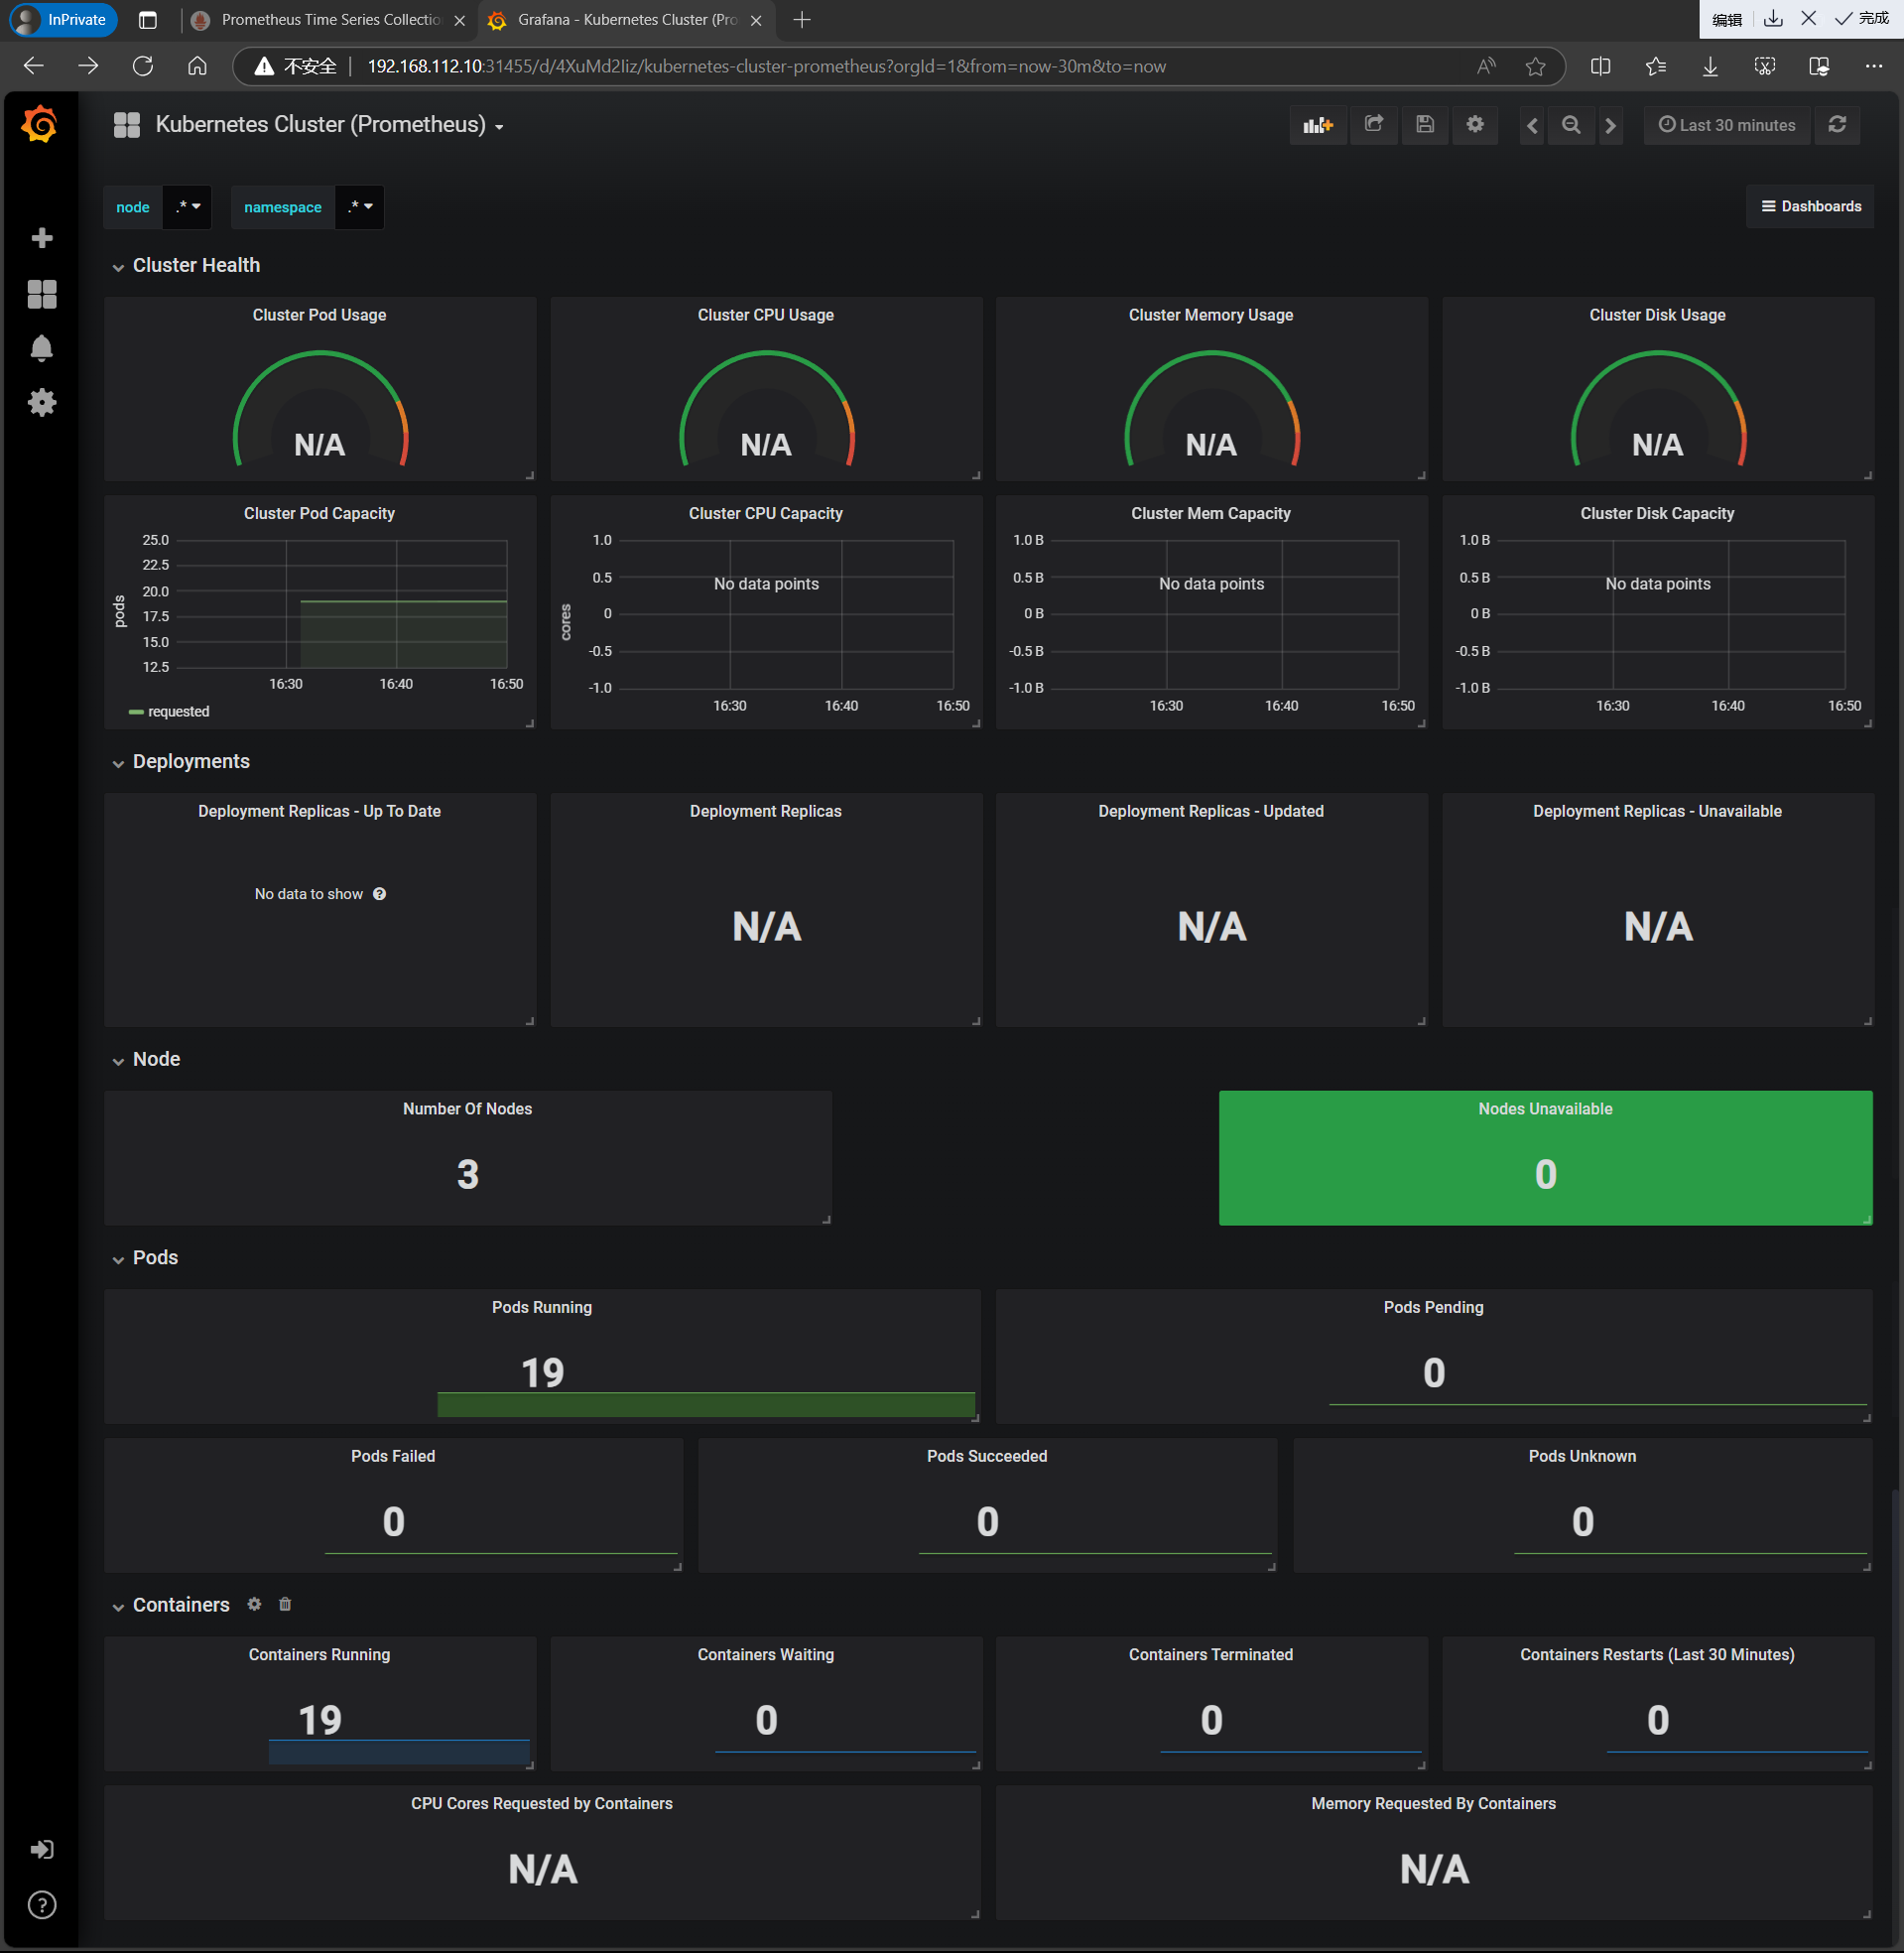 InPrivate
Prometheus Time Series Collectio
Grafana - Kubernetes Cluster (Pro
编辑
完成
不安全
192.168.112.10:31455/d/4XuMd2Iiz/kubernetes-cluster-prometheus?orgId=1&from=now-30m&to=now
Kubernetes Cluster (Prometheus)
Last 30 minutes
node
.*
namespace
.*
Dashboards
Cluster Health
Cluster Pod Usage
N/A
Cluster CPU Usage
N/A
Cluster Memory Usage
N/A
Cluster Disk Usage
N/A
Cluster Pod Capacity
pods
25.0
22.5
20.0
17.5
15.0
12.5
16:30 16:40 16:50
requested
Cluster CPU Capacity
cores
1.0
0.5
0
-0.5
-1.0
No data points
16:30 16:40 16:50
Cluster Mem Capacity
1.0 B
0.5 B
0 B
-0.5 B
-1.0 B
No data points
16:30 16:40 16:50
Cluster Disk Capacity
1.0 B
0.5 B
0 B
-0.5 B
-1.0 B
No data points
16:30 16:40 16:50
Deployments
Deployment Replicas - Up To Date
No data to show
Deployment Replicas
N/A
Deployment Replicas - Updated
N/A
Deployment Replicas - Unavailable
N/A
Node
Number Of Nodes
3
Nodes Unavailable
0
Pods
Pods Running
19
Pods Pending
0
Pods Failed
0
Pods Succeeded
0
Pods Unknown
0
Containers
Containers Running
19
Containers Waiting
0
Containers Terminated
0
Containers Restarts (Last 30 Minutes)
0
CPU Cores Requested by Containers
N/A
Memory Requested By Containers
N/A